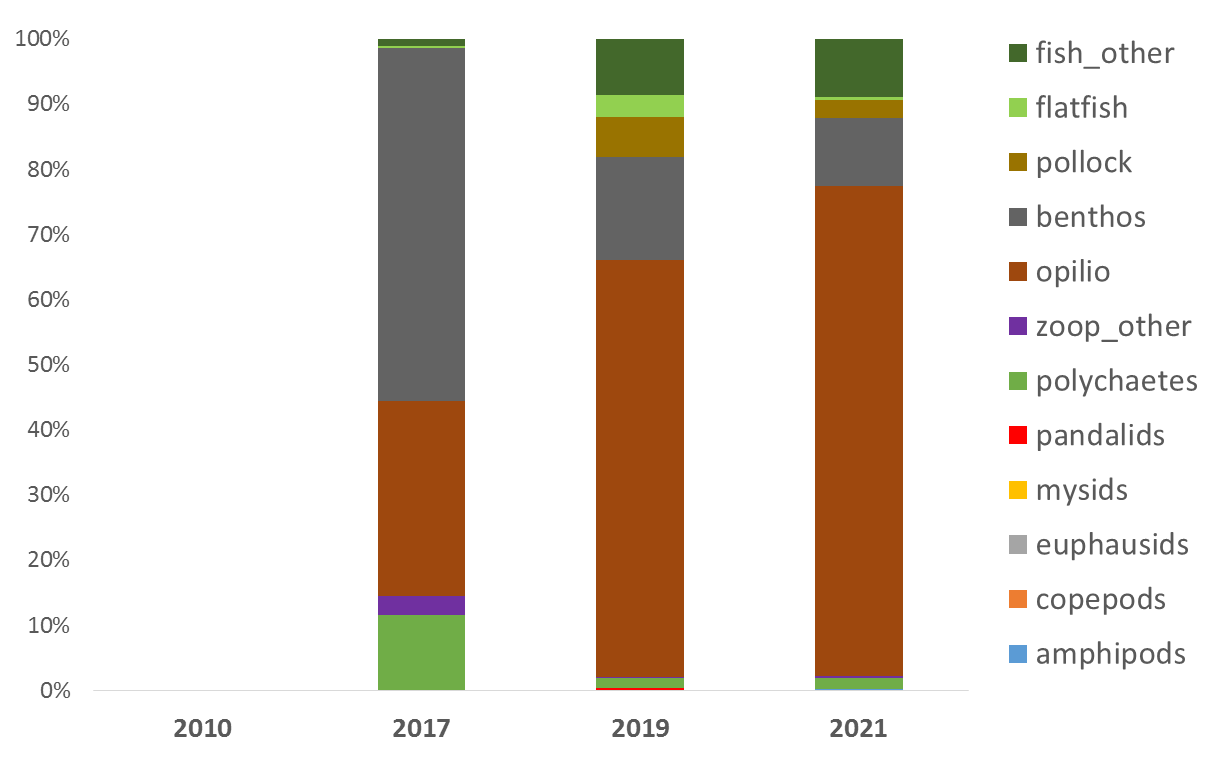 100%
90%
80%
70%
60%
50%
40%
30%
20%
10%
0%
2010
2017
2019
2021
fish_other
flatfish
pollock
benthos
opilio
zoop_other
polychaetes
pandalids
mysids
euphausids
copepods
amphipods